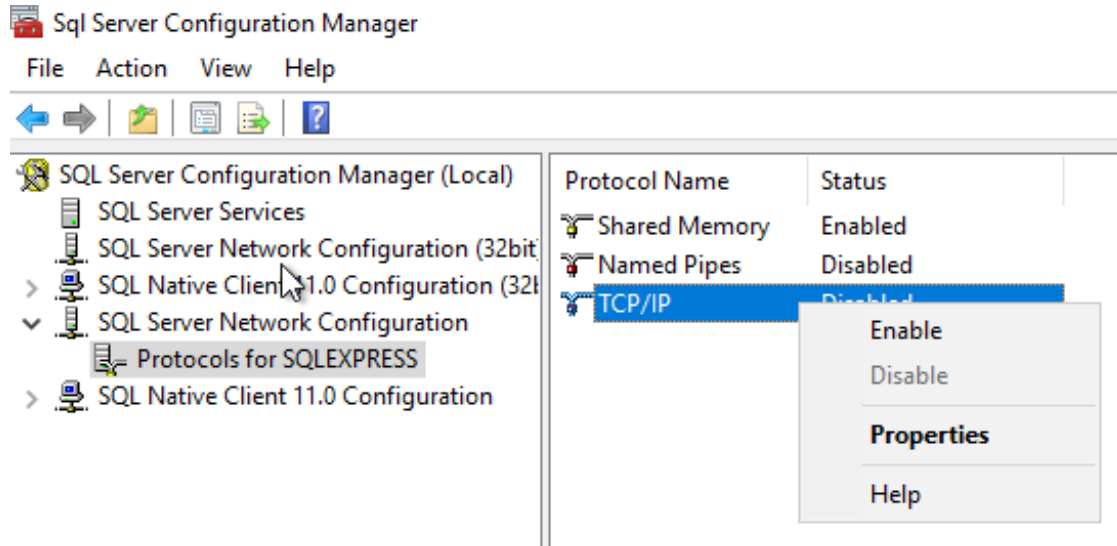 Sql Server Configuration Manager
File Action View Help
SQL Server Configuration Manager (Local)
SQL Server Services
SQL Server Network Configuration (32bit
SQL Native Client 11.0 Configuration (32b
SQL Server Network Configuration
Protocols for SQLEXPRESS
SQL Native Client 11.0 Configuration
Protocol Name Status
Shared Memory Enabled
Named Pipes Disabled
TCP/IP Disabled
Enable
Disable
Properties
Help